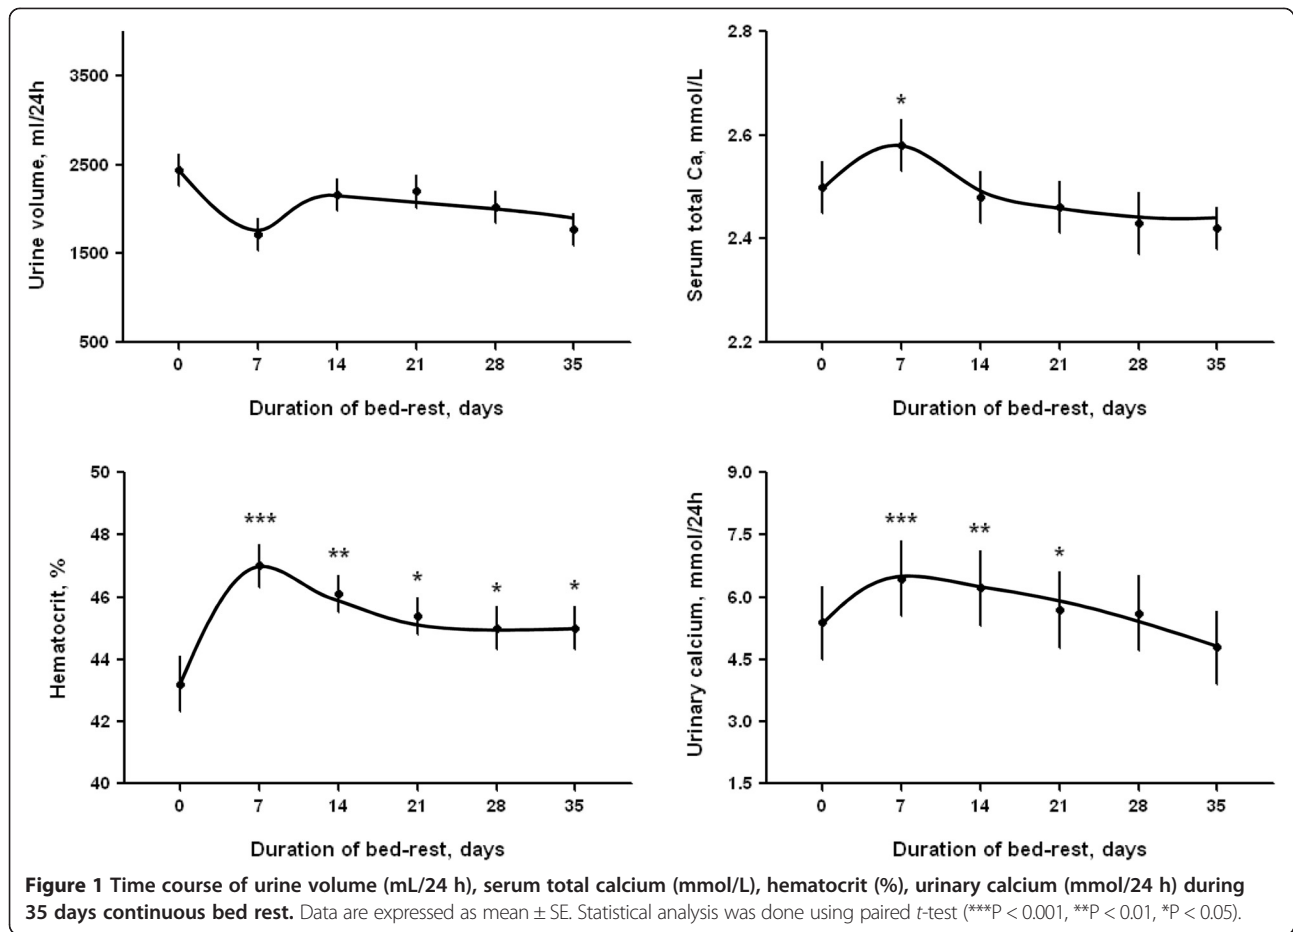 3500
2500
1500
500
Urine volume, ml/24h
0 7 14 21 28 35
Duration of bed-rest, days
2.8
2.6
2.4
2.2
Serum total Ca, mmol/L
*
0 7 14 21 28 35
Duration of bed-rest, days
50
48
46
44
42
40
Hematocrit, %
*** ** * * *
0 7 14 21 28 35
Duration of bed-rest, days
9.0
7.5
6.0
4.5
3.0
1.5
Urinary calcium, mmol/24h
*** ** *
0 7 14 21 28 35
Duration of bed-rest, days
Figure 1 Time course of urine volume (mL/24 h), serum total calcium (mmol/L), hematocrit (%), urinary calcium (mmol/24 h) during
35 days continuous bed rest. Data are expressed as mean ± SE. Statistical analysis was done using paired t-test (***P < 0.001, **P < 0.01, *P < 0.05).